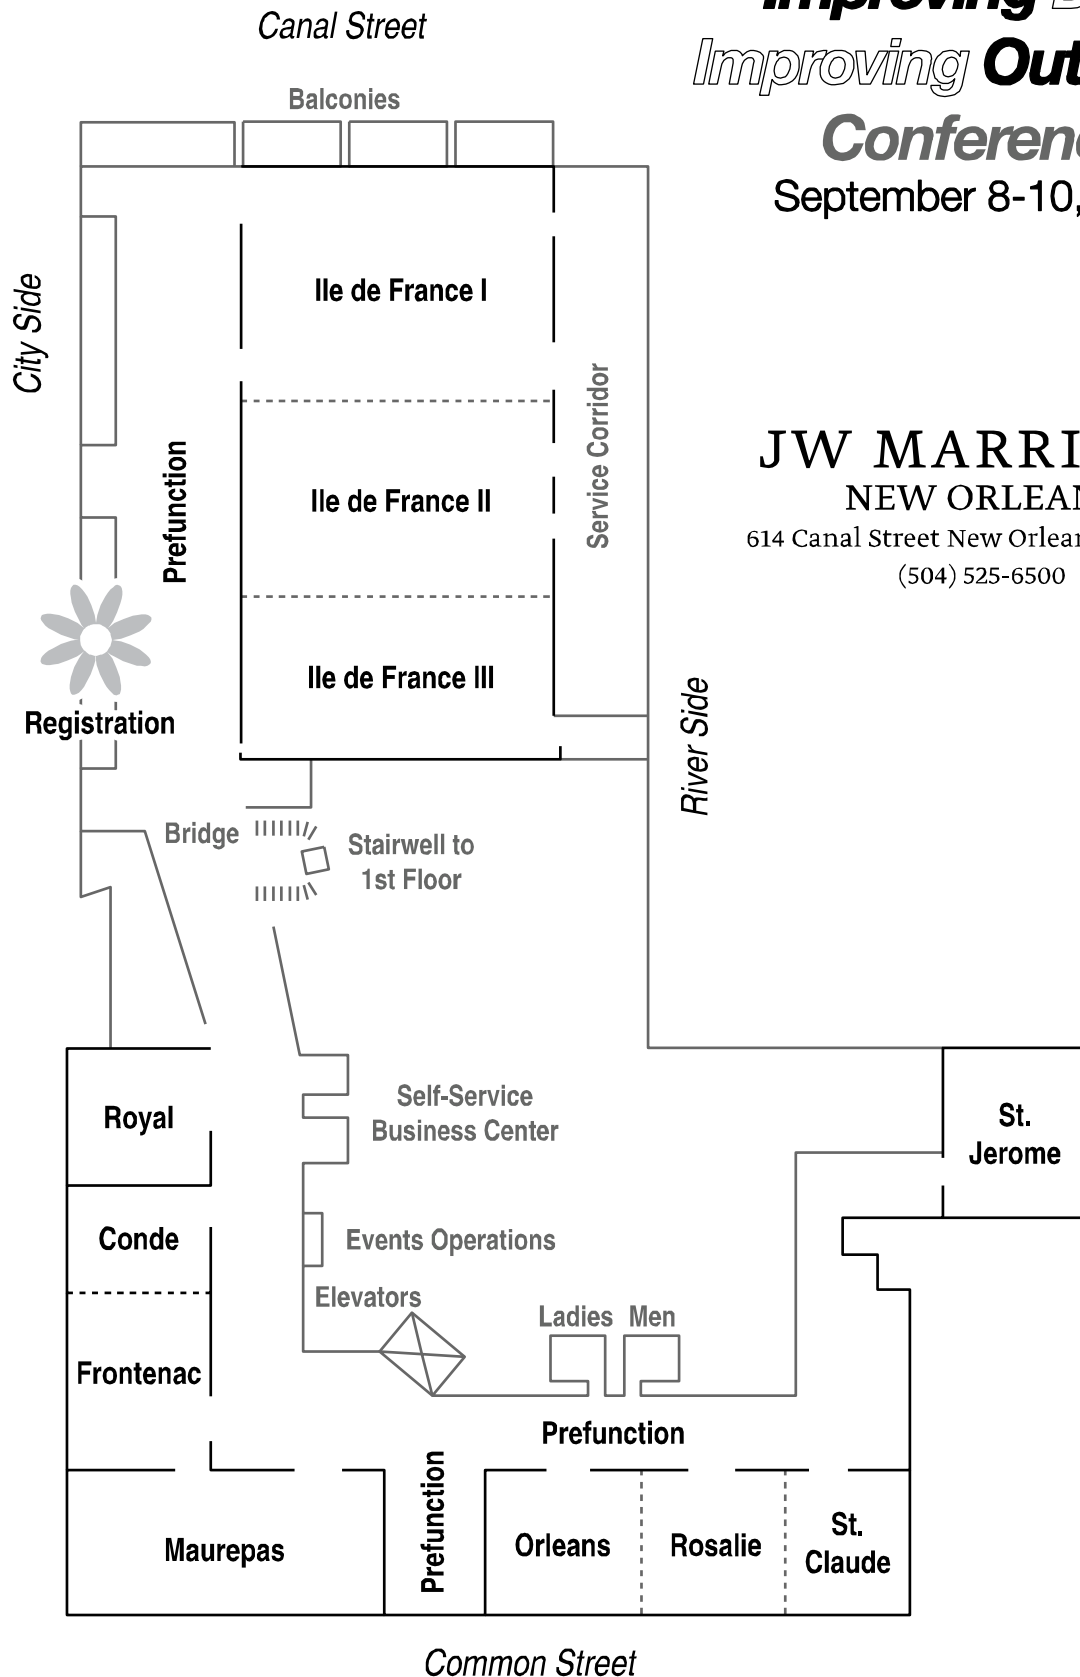 Canal Street
Improving
Improving Out
Conferenc
September 8-10,
Balconies
City Side
Ile de France I
Service Corridor
Prefunction
Ile de France II
JW MARRI
NEW ORLEAN
614 Canal Street New Orlean
(504) 525-6500
Ile de France III
Registration
River Side
Bridge
Stairwell to
1st Floor
Royal
Self-Service
Business Center
St.
Jerome
Conde
Events Operations
Elevators
Ladies Men
Frontenac
Prefunction
Prefunction
Maurepas
Orleans
Rosalie
St.
Claude
Common Street